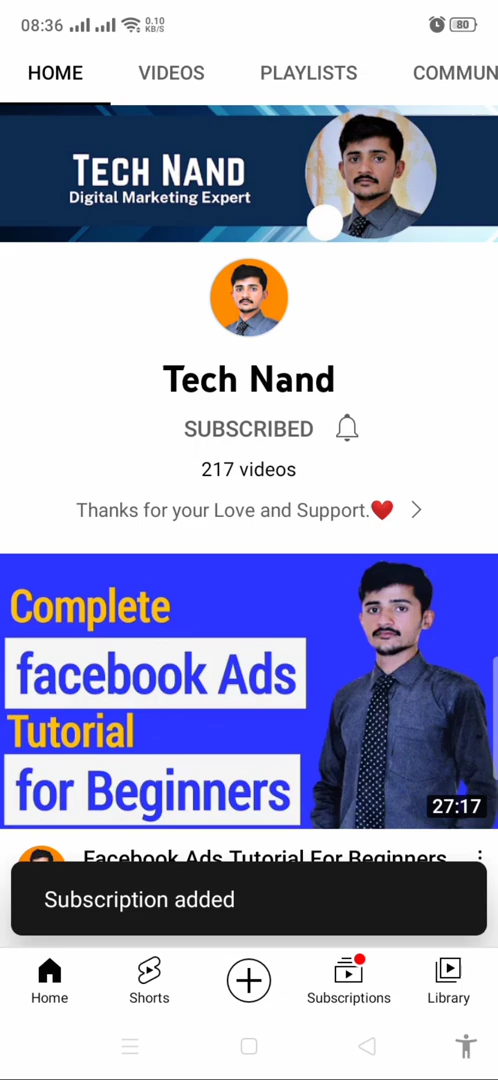 08:36 0.10 KB/S 80
HOME VIDEOS PLAYLISTS COMMUN
TECH NAND
Digital Marketing Expert
Tech Nand
SUBSCRIBED
217 videos
Thanks for your Love and Support.❤️
Complete
facebook Ads
Tutorial
for Beginners
27:17
Facebook Ads Tutorial For Beginners
Subscription added
Home Shorts Subscriptions Library